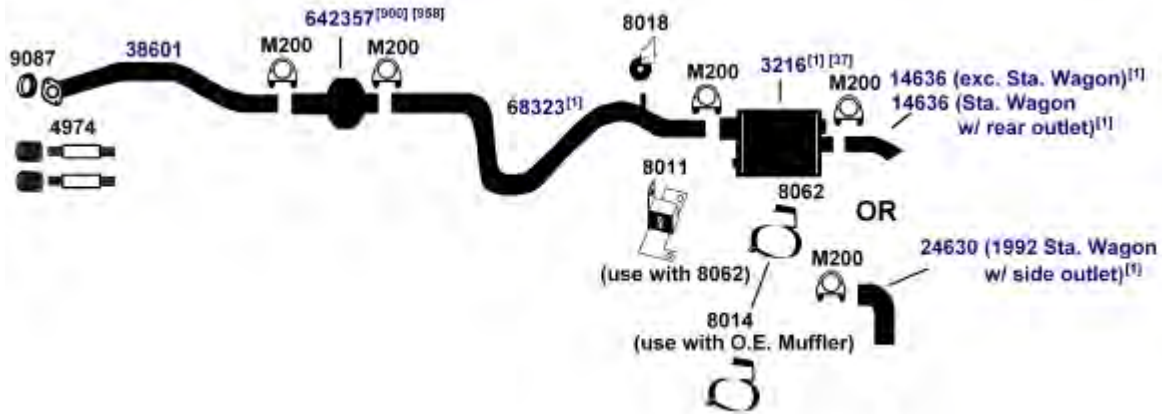 642357[900] [958]
8018
9087
38601
M200
M200
M200
3216[1] [37]
M200
14636 (exc. Sta. Wagon)[1]
14636 (Sta. Wagon
w/ rear outlet)[1]
68323[1]
4974
8011
8062
(use with 8062)
OR
M200
24630 (1992 Sta. Wagon
w/ side outlet)[1]
8014
(use with O.E. Muffler)